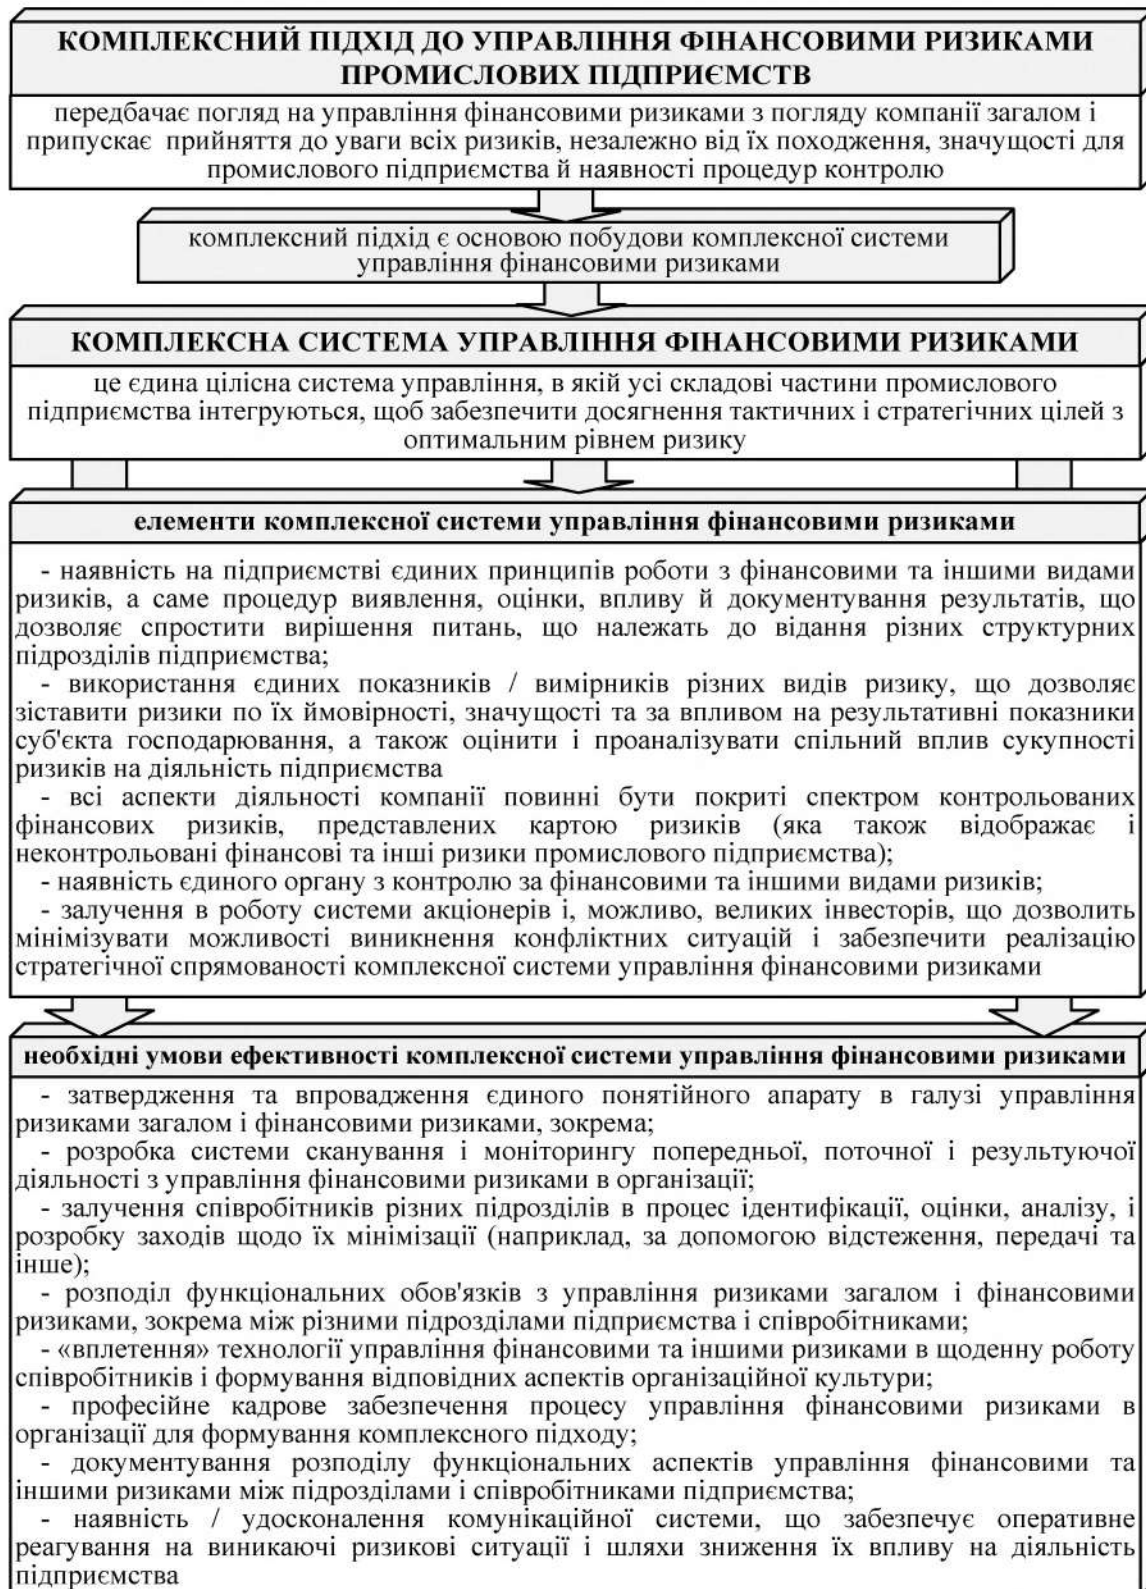 КОМПЛЕКСНИЙ ПІДХІД ДО УПРАВЛІННЯ ФІНАНСОВИМИ РИЗИКАМИ
ПРОМИСЛОВИХ ПІДПРИЄМСТВ
передбачає погляд на управління фінансовими ризиками з погляду компанії загалом і
припускає прийняття до уваги всіх ризиків, незалежно від їх походження, значущості для
промислового підприємства й наявності процедур контролю
комплексний підхід є основою побудови комплексної системи
управління фінансовими ризиками
КОМПЛЕКСНА СИСТЕМА УПРАВЛІННЯ ФІНАНСОВИМИ РИЗИКАМИ
це єдина цілісна система управління, в якій усі складові частини промислового
підприємства інтегруються, щоб забезпечити досягнення тактичних і стратегічних цілей з
оптимальним рівнем ризику
елементи комплексної системи управління фінансовими ризиками
- наявність на підприємстві єдиних принципів роботи з фінансовими та іншими видами
ризиків, а саме процедур виявлення, оцінки, впливу й документування результатів, що
дозволяє спростити вирішення питань, що належать до відання різних структурних
підрозділів підприємства;
- використання єдиних показників / вимірників різних видів ризику, що дозволяє
зіставити ризики по їх ймовірності, значущості та за впливом на результативні показники
суб'єкта господарювання, а також оцінити і проаналізувати спільний вплив сукупності
ризиків на діяльність підприємства
- всі аспекти діяльності компанії повинні бути покриті спектром контрольованих
фінансових ризиків, представлених картою ризиків (яка також відображає і
неконтрольовані фінансові та інші ризики промислового підприємства);
- наявність єдиного органу з контролю за фінансовими та іншими видами ризиків;
- залучення в роботу системи акціонерів і, можливо, великих інвесторів, що дозволить
мінімізувати можливості виникнення конфліктних ситуацій і забезпечити реалізацію
стратегічної спрямованості комплексної системи управління фінансовими ризиками
необхідні умови ефективності комплексної системи управління фінансовими ризиками
- затвердження та впровадження єдиного понятійного апарату в галузі управління
ризиками загалом і фінансовими ризиками, зокрема;
- розробка системи сканування і моніторингу попередньої, поточної і результуючої
діяльності з управління фінансовими ризиками в організації;
- залучення співробітників різних підрозділів в процес ідентифікації, оцінки, аналізу, і
розробку заходів щодо їх мінімізації (наприклад, за допомогою відстеження, передачі та
інше);
- розподіл функціональних обов'язків з управління ризиками загалом і фінансовими
ризиками, зокрема між різними підрозділами підприємства і співробітниками;
- «вплетення» технології управління фінансовими та іншими ризиками в щоденну роботу
співробітників і формування відповідних аспектів організаційної культури;
- професійне кадрове забезпечення процесу управління фінансовими ризиками в
організації для формування комплексного підходу;
- документування розподілу функціональних аспектів управління фінансовими та
іншими ризиками між підрозділами і співробітниками підприємства;
- наявність / удосконалення комунікаційної системи, що забезпечує оперативне
реагування на виникаючі ризикові ситуації і шляхи зниження їх впливу на діяльність
підприємства